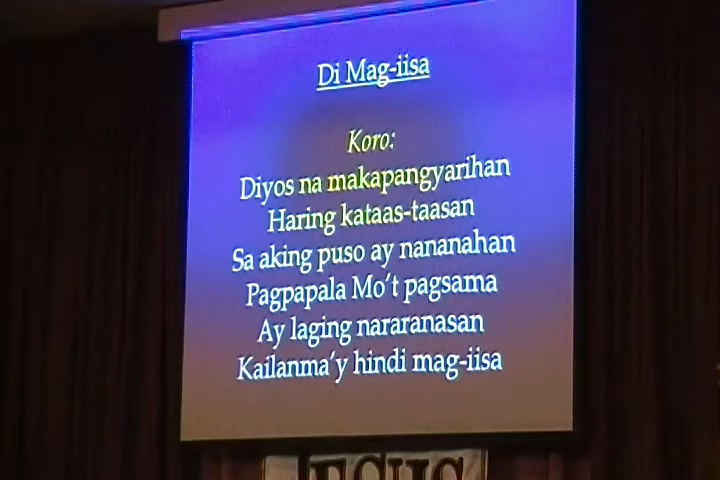 Di Mag-iisa
Koro:
Diyos na makapangyarihan
Haring kataas-taasan
Sa aking puso ay nananahan
Pagpapala Mo't pagsama
Ay laging nararanasan
Kailanma'y hindi mag-iisa
JESUS